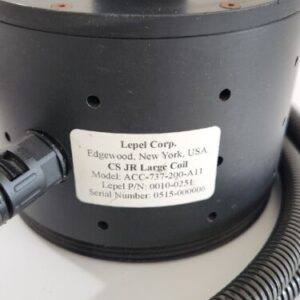 Lepel Corp.
Edgewood, New York, USA
CS JR Large Coil
Model: ACC-737-200-A11
Lepel P/N: 0010-0251
Serial Number: 0515-000006